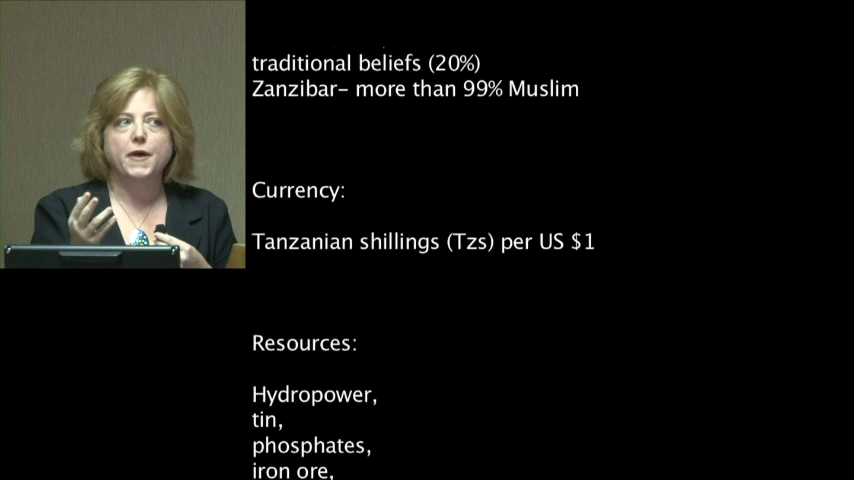 traditional beliefs (20%)
Zanzibar– more than 99% Muslim
Currency:
Tanzanian shillings (Tzs) per US $1
Resources:
Hydropower,
tin,
phosphates,
iron ore,